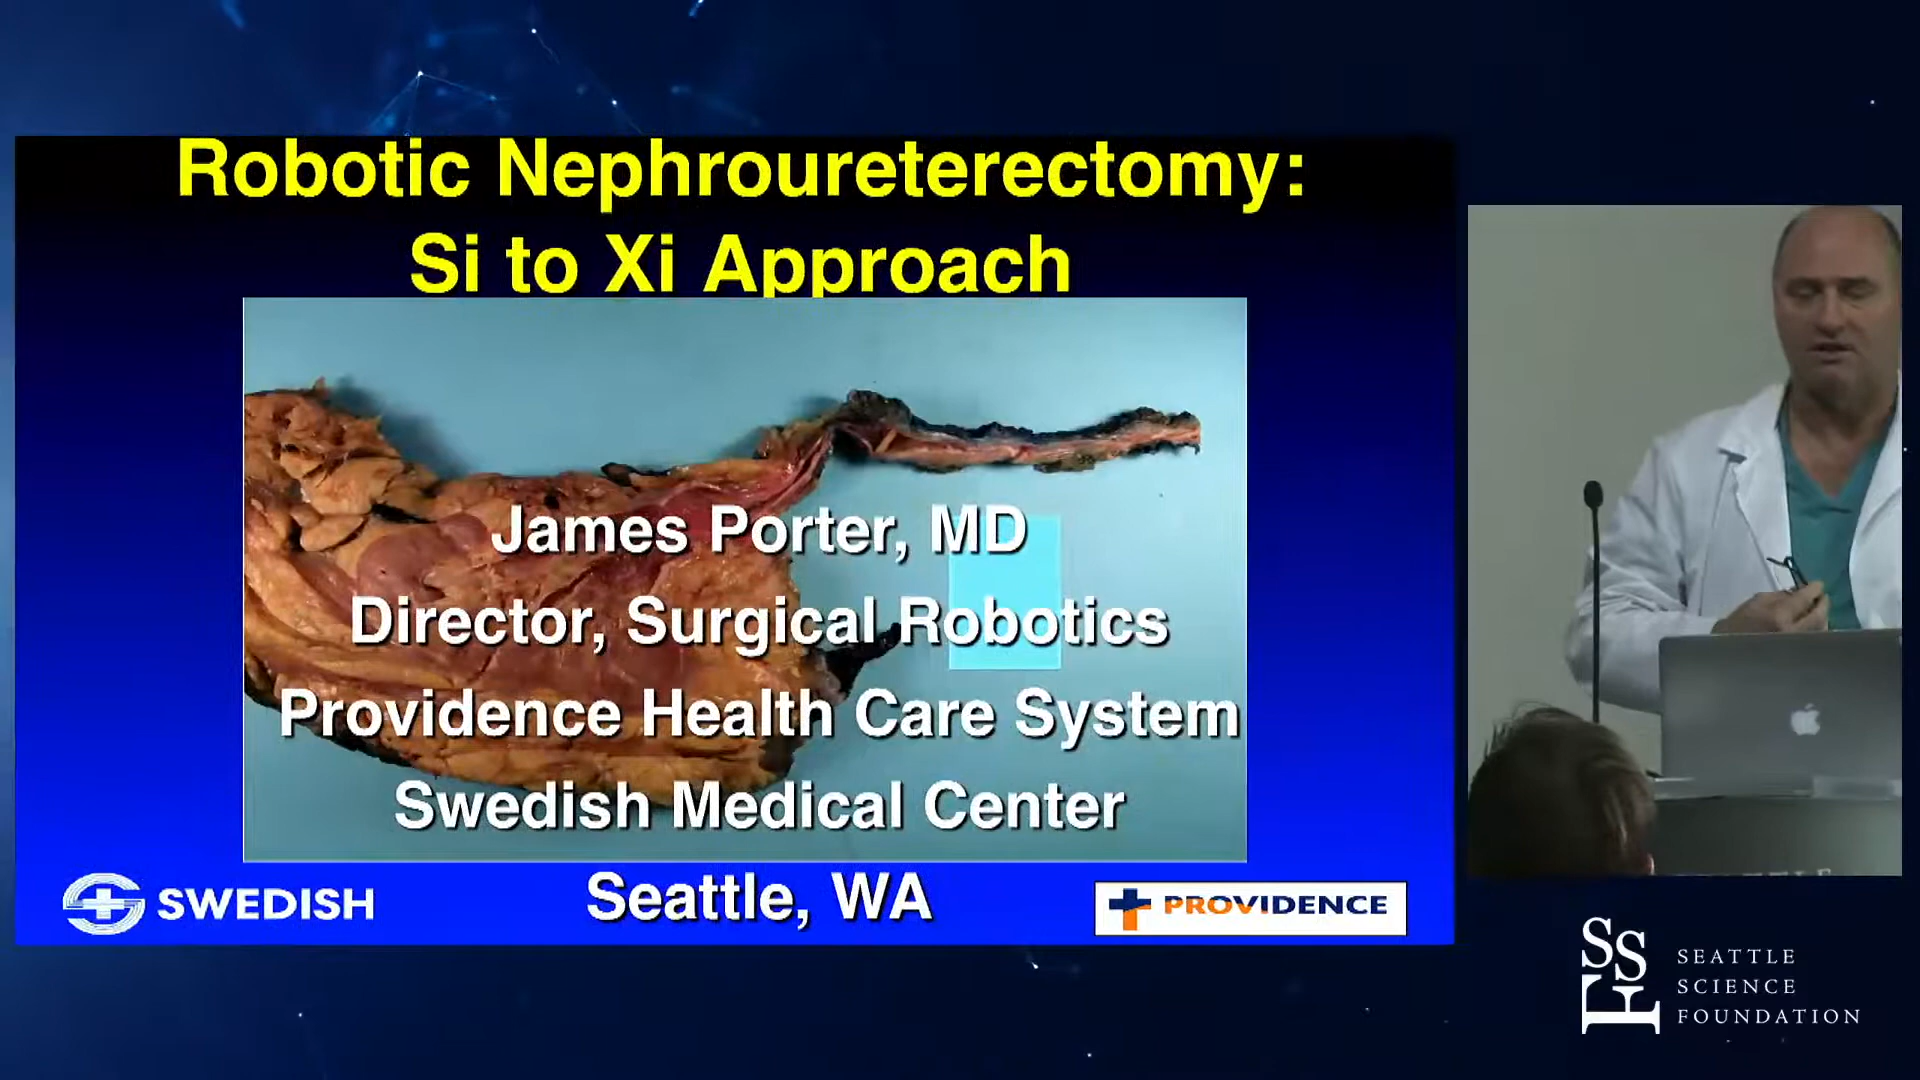 Robotic Nephroureterectomy:
Si to Xi Approach
James Porter, MD
Director, Surgical Robotics
Providence Health Care System
Swedish Medical Center
Seattle, WA
SWEDISH
PROVIDENCE
SSF
SEATTLE
SCIENCE
FOUNDATION